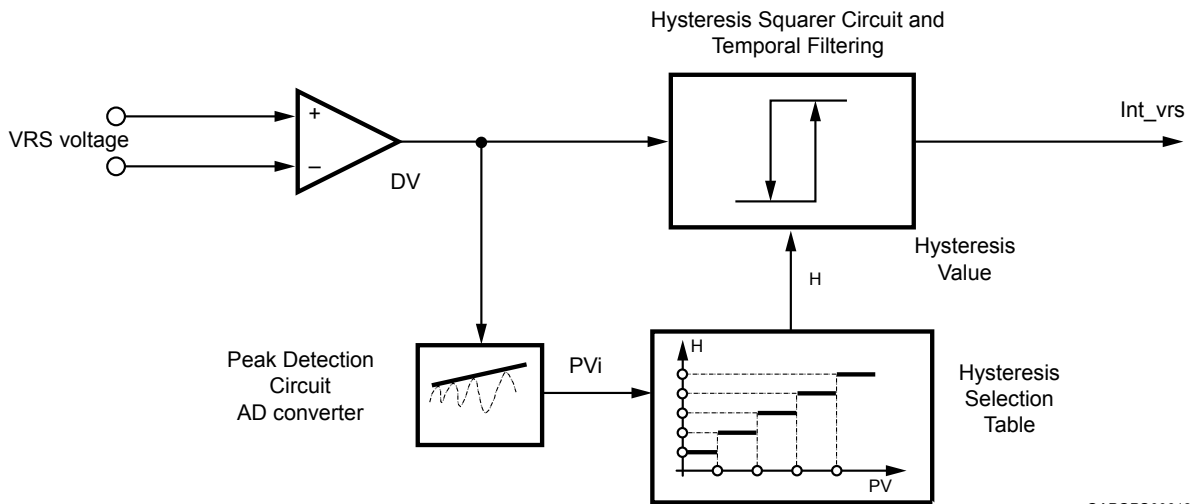 Hysteresis Squarer Circuit and
Temporal Filtering
VRS voltage
+
–
DV
Int_vrs
Hysteresis
Value
H
Peak Detection
Circuit
AD converter
PVi
H
PV
Hysteresis
Selection
Table